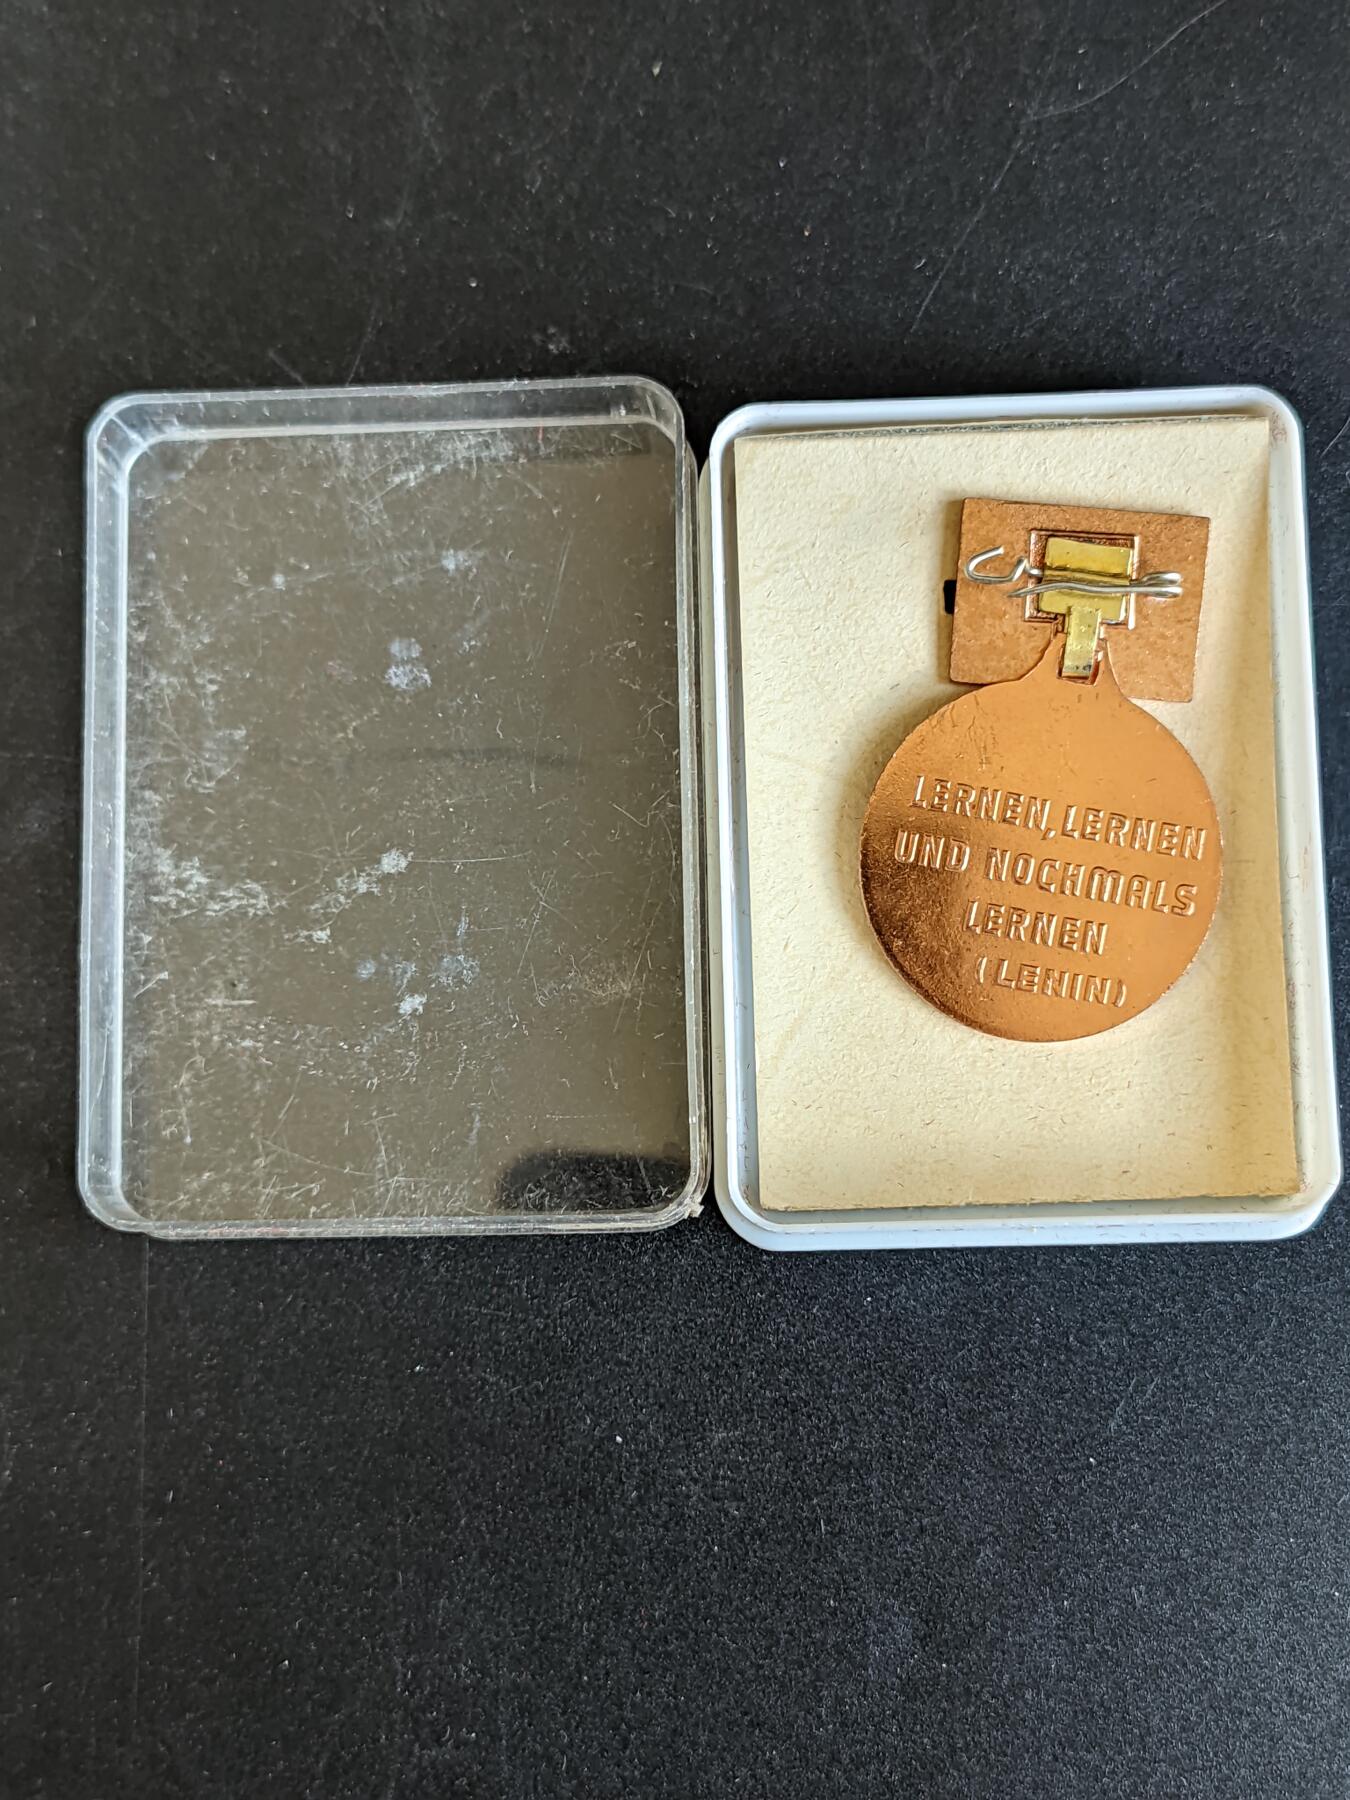 LERNEN, LERNEN
UND NOCHMALS
LERNEN
(LENIN)